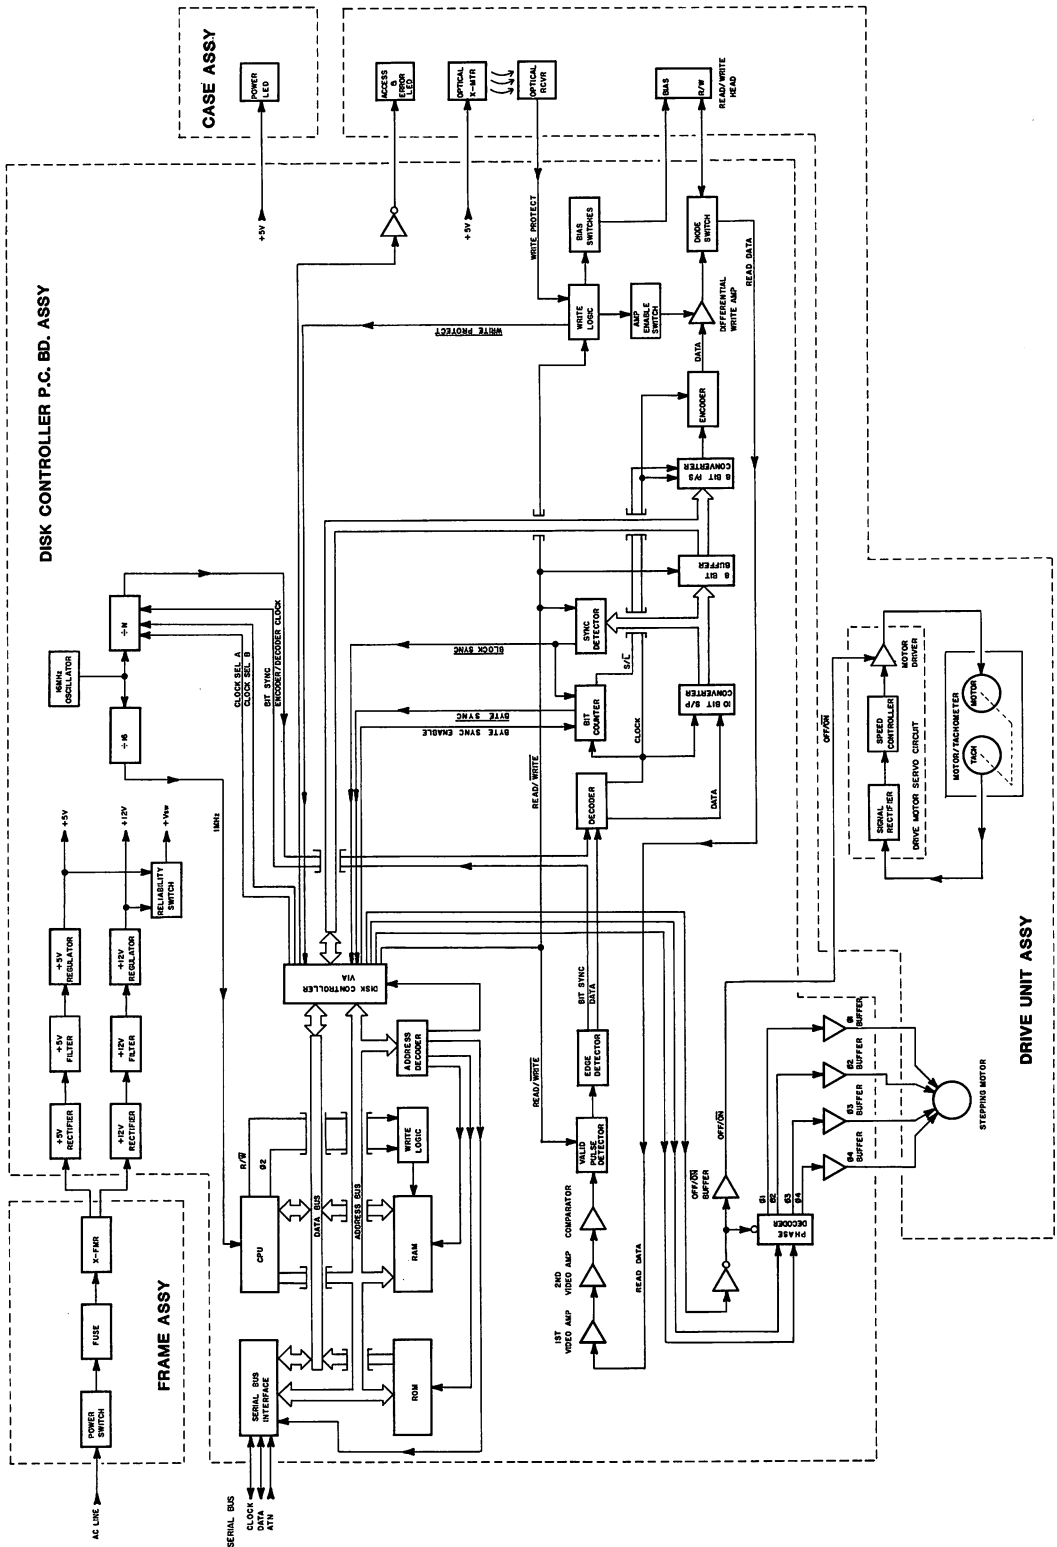 DISK CONTROLLER P.C. BD. ASSY
FRAME ASSY
CASE ASSY
DRIVE UNIT ASSY
AC LINE
POWER
SWITCH
FUSE
X-FMR
+5V
RECTIFIER
+5V
FILTER
+5V
REGULATOR
+5V
+12V
RECTIFIER
+12V
FILTER
+12V
REGULATOR
+12V
RELIABILITY
SWITCH
+Vsw
16MHz
OSCILLATOR
÷16
÷N
1MHz
CLOCK SEL A
CLOCK SEL B
BIT SYNC
ENCODER/DECODER CLOCK
+5V
POWER
LED
ACCESS
&
ERROR
LED
+5V
OPTICAL
X-MTR
OPTICAL
RCVR
WRITE PROTECT
SERIAL BUS
CLOCK
DATA
ATN
SERIAL BUS
INTERFACE
CPU
R/W
Ø2
DATA BUS
ADDRESS BUS
ROM
RAM
WRITE
LOGIC
ADDRESS
DECODER
DISK CONTROLLER
VIA
WRITE PROTECT
BLOCK SYNC
BYTE SYNC
BYTE SYNC ENABLE
READ/WRITE
READ/WRITE
WRITE
LOGIC
BIAS
SWITCHES
AMP
ENABLE
SWITCH
BIAS
R/W
READ/WRITE
HEAD
DIODE
SWITCH
DIFFERENTIAL
WRITE AMP
DATA
ENCODER
8 BIT P/S
CONVERTER
8 BIT
BUFFER
SYNC
DETECTOR
S/L
BIT
COUNTER
10 BIT S/P
CONVERTER
CLOCK
DATA
DECODER
BIT SYNC
DATA
EDGE
DETECTOR
VALID
PULSE
DETECTOR
COMPARATOR
2ND
VIDEO AMP
1ST
VIDEO AMP
READ DATA
READ DATA
OFF/ON
BUFFER
OFF/ON
OFF/ON
PHASE
DECODER
Ø1
Ø2
Ø3
Ø4
Ø1
BUFFER
Ø2
BUFFER
Ø3
BUFFER
Ø4
BUFFER
STEPPING MOTOR
SIGNAL
RECTIFIER
SPEED
CONTROLLER
MOTOR
DRIVER
DRIVE MOTOR SERVO CIRCUIT
MOTOR/TACHOMETER
TACH
MOTOR